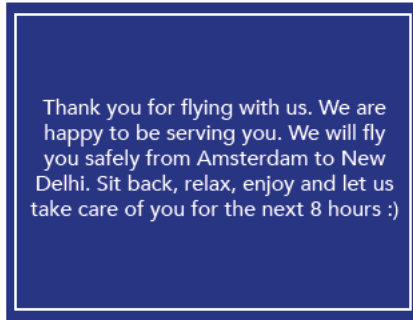 Thank you for flying with us. We are
happy to be serving you. We will fly
you safely from Amsterdam to New
Delhi. Sit back, relax, enjoy and let us
take care of you for the next 8 hours :)